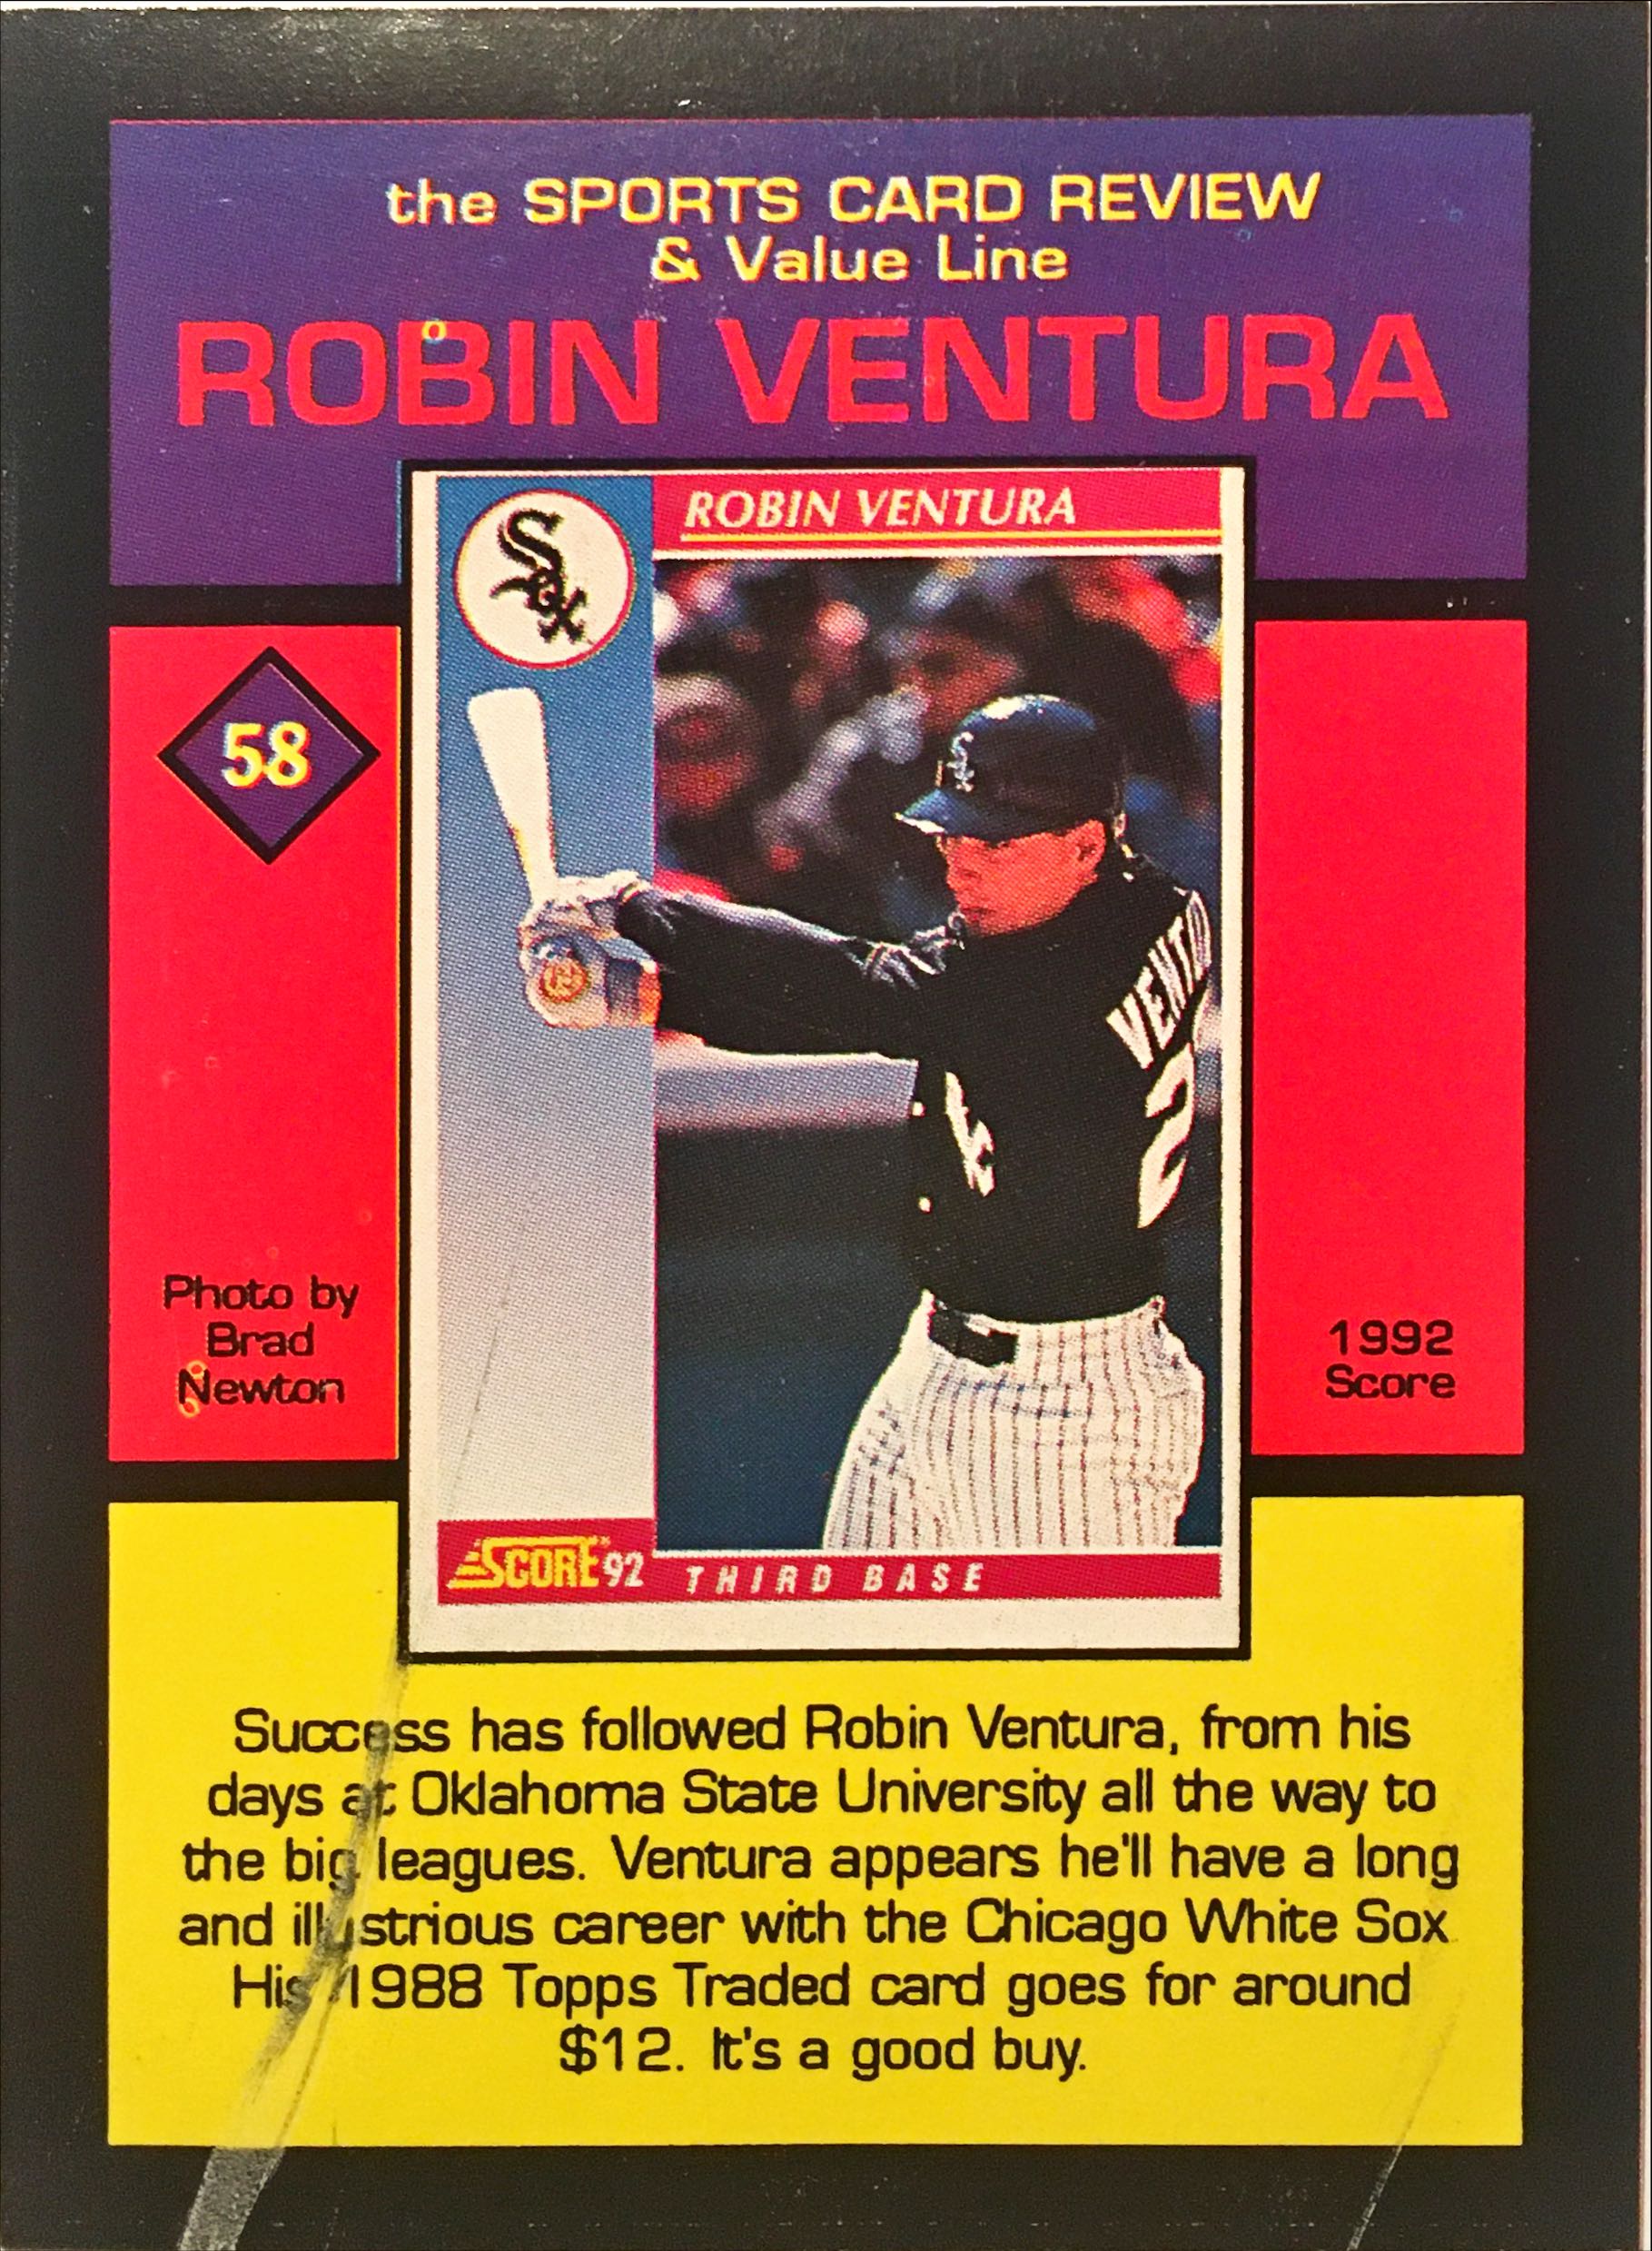 the SPORTS CARD REVIEW
& Value Line
ROBIN VENTURA
Sox
ROBIN VENTURA
58
VENTU
2
Photo by
Brad
Newton
1992
Score
SCORE 92
THIRD BASE
Success has followed Robin Ventura, from his
days at Oklahoma State University all the way to
the big leagues. Ventura appears he'll have a long
and illustrious career with the Chicago White Sox
His 1988 Topps Traded card goes for around
$12. It's a good buy.